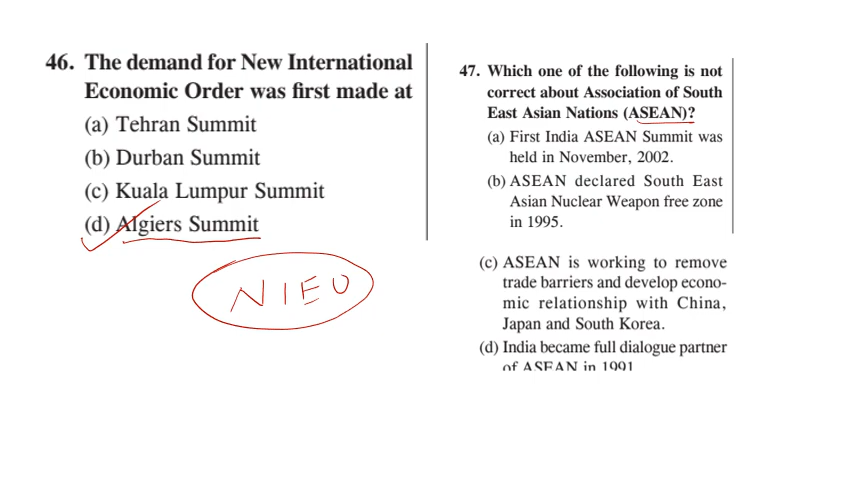 46. The demand for New International
Economic Order was first made at
(a) Tehran Summit
(b) Durban Summit
(c) Kuala Lumpur Summit
(d) Algiers Summit
NIEO
47. Which one of the following is not
correct about Association of South
East Asian Nations (ASEAN)?
(a) First India ASEAN Summit was
held in November, 2002.
(b) ASEAN declared South East
Asian Nuclear Weapon free zone
in 1995.
(c) ASEAN is working to remove
trade barriers and develop econo-
mic relationship with China,
Japan and South Korea.
(d) India became full dialogue partner
of ASEAN in 1991